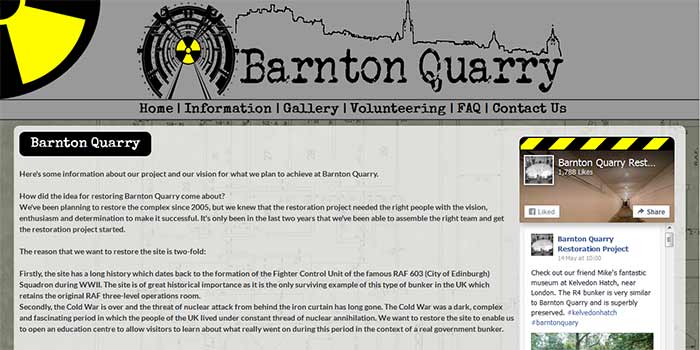 Barnton Quarry
Home | Information | Gallery | Volunteering | FAQ | Contact Us
Barnton Quarry
Here's some information about our project and our vision for what we plan to achieve at Barnton Quarry.
How did the idea for restoring Barnton Quarry come about?
We've been planning to restore the complex since 2005, but we knew that the restoration project needed the right people with the vision,
enthusiasm and determination to make it successful. It's only been in the last two years that we've been able to assemble the right team and get
the restoration project started.
The reason that we want to restore the site is two-fold:
Firstly, the site has a long history which dates back to the formation of the Fighter Control Unit of the famous RAF 603 (City of Edinburgh)
Squadron during WWII. The site is of great historical importance as it is the only surviving example of this type of bunker in the UK which
retains the original RAF three-level operations room.
Secondly, the Cold War is over and the threat of nuclear attack from behind the iron curtain has long gone. The Cold War was a dark, complex
and fascinating period in which the people of the UK lived under constant thread of nuclear annihilation. We want to restore the site to enable us
to open an education centre to allow visitors to learn about what really went on during this period in the context of a real government bunker.
Barnton Quarry Rest...
1,788 Likes
Liked
Share
Barnton Quarry
Restoration Project
14 May at 10:00
Check out our friend Mike's fantastic
museum at Kelvedon Hatch, near
London. The R4 bunker is very similar
to Barnton Quarry and is superbly
preserved. #kelvedonhatch
#barntonquarry